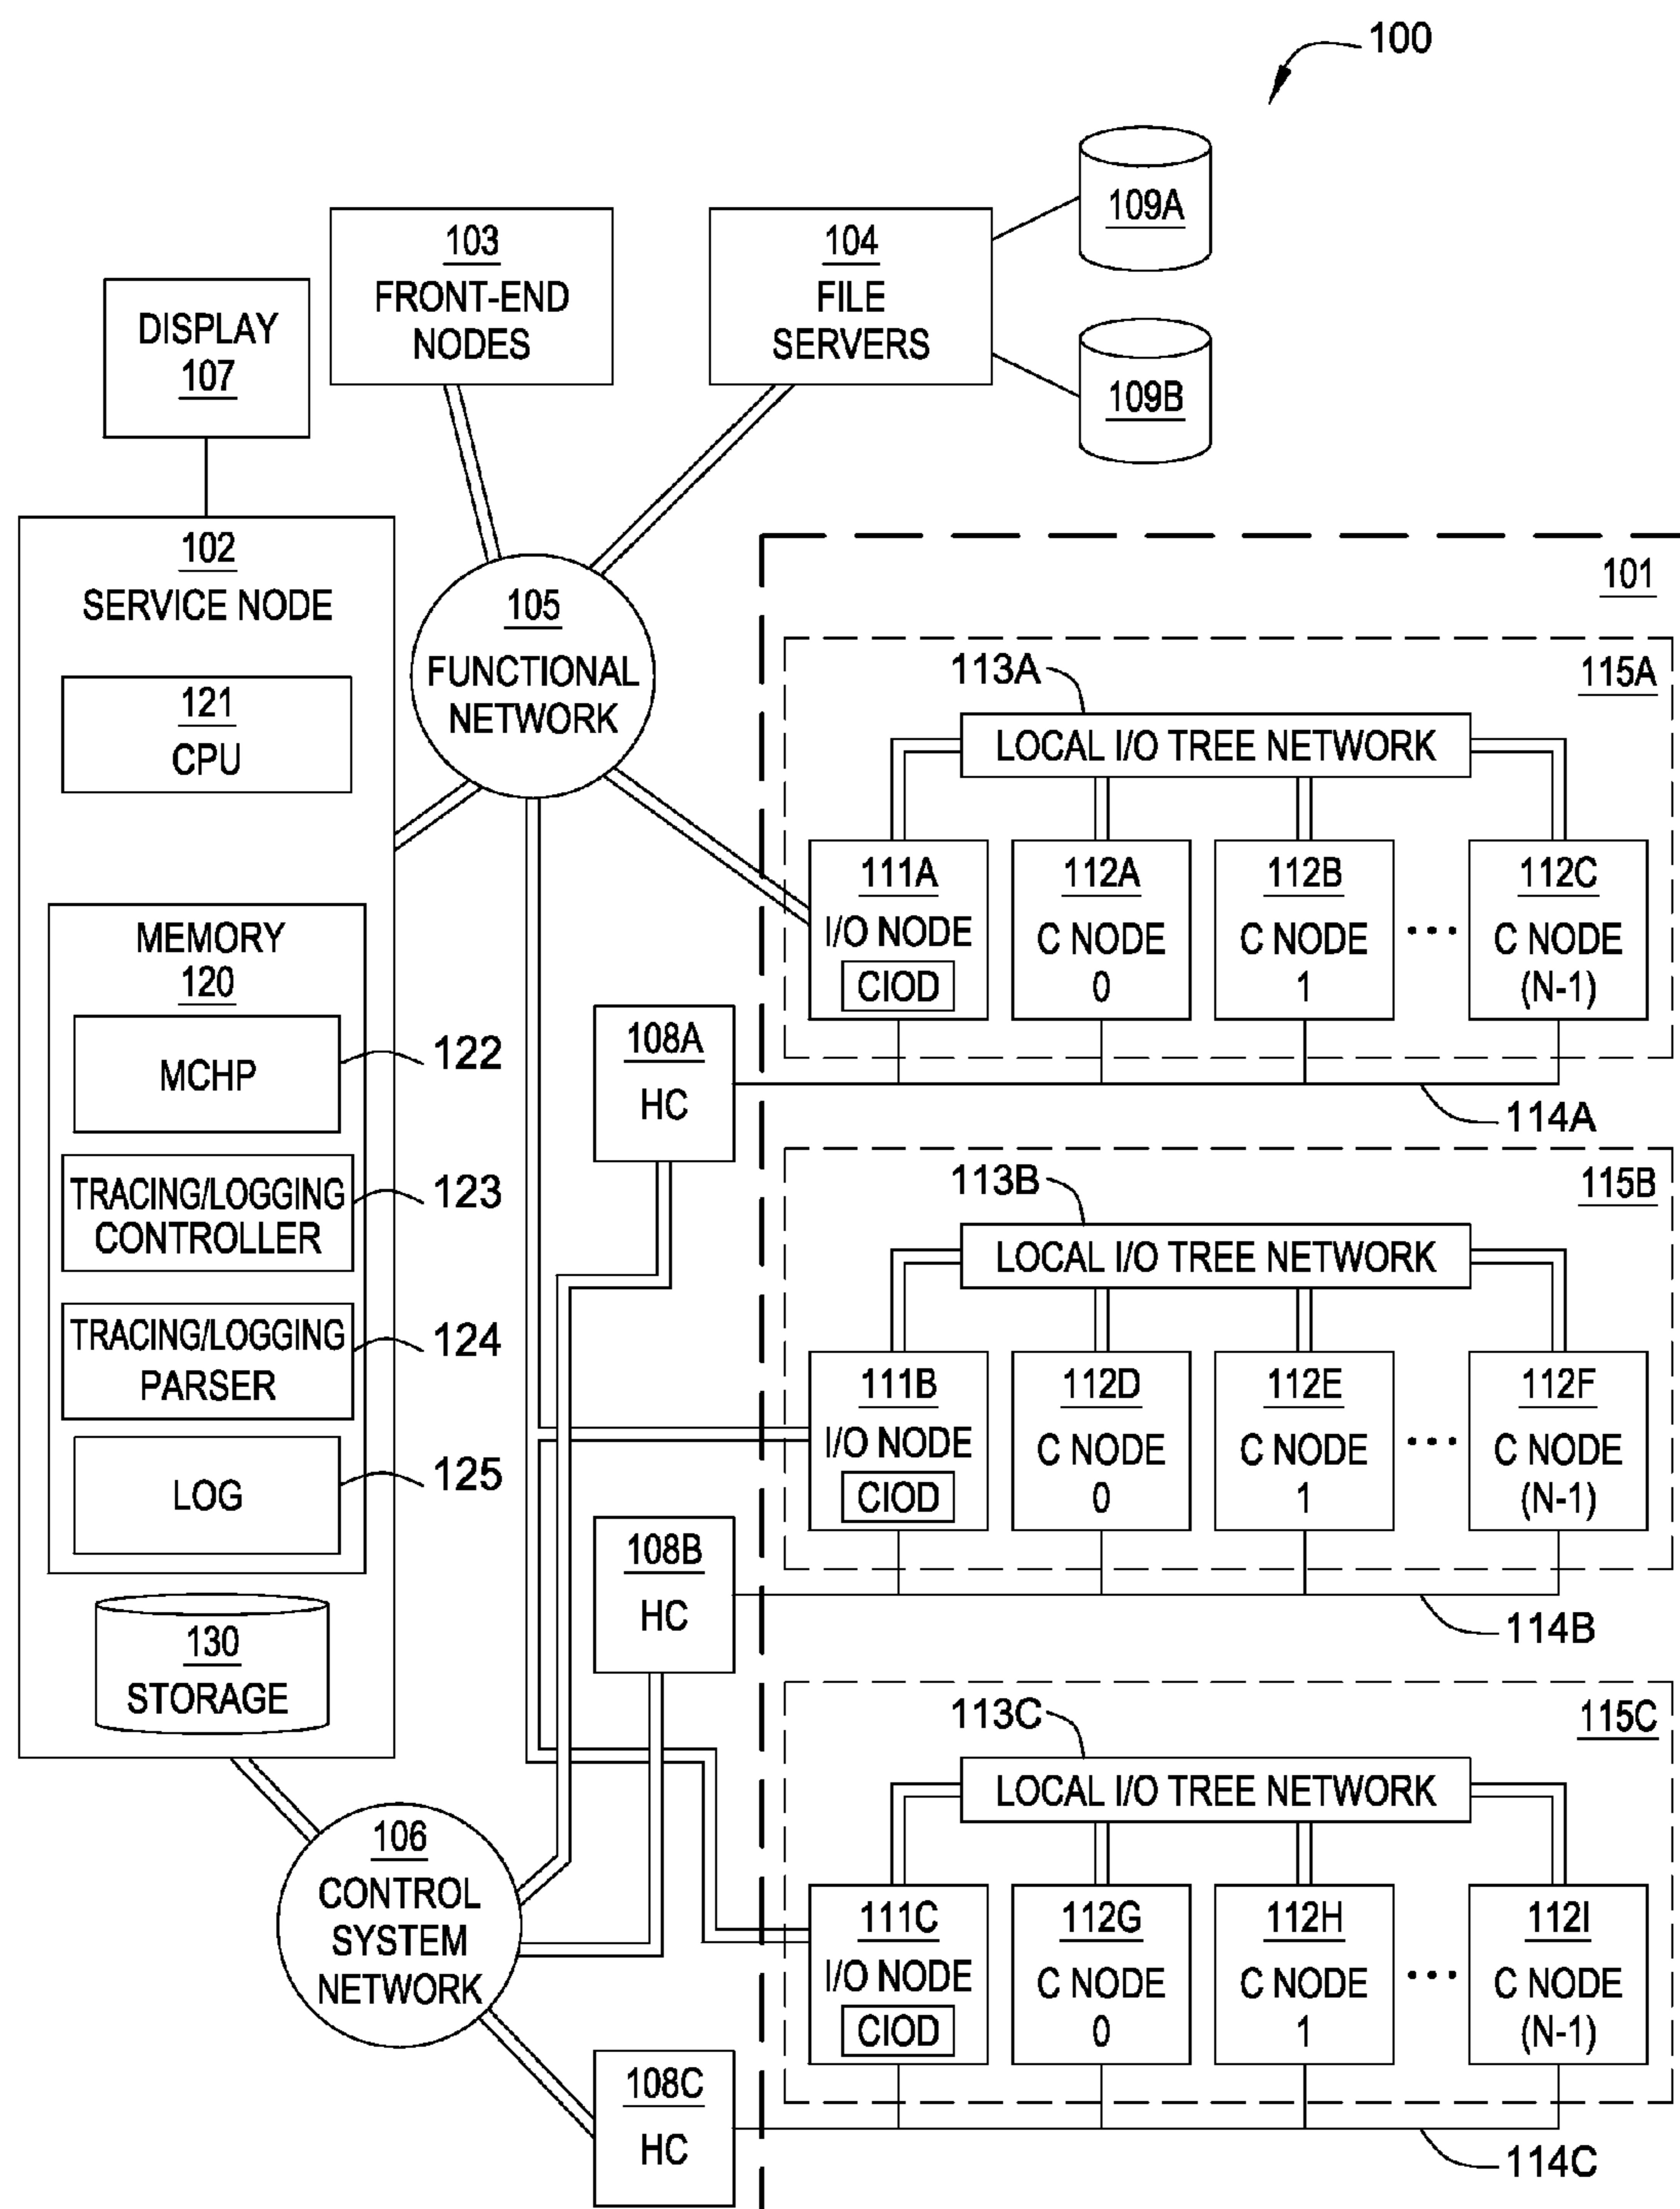 100
109A
109B
103
FRONT-END
NODES
104
FILE
SERVERS
DISPLAY
107
102
SERVICE NODE
121
CPU
MEMORY
120
MCHP
122
TRACING/LOGGING
CONTROLLER
123
TRACING/LOGGING
PARSER
124
LOG
125
130
STORAGE
105
FUNCTIONAL
NETWORK
106
CONTROL
SYSTEM
NETWORK
108A
HC
108B
HC
108C
HC
101
115A
113A
LOCAL I/O TREE NETWORK
111A
I/O NODE
CIOD
112A
C NODE
0
112B
C NODE
1
...
112C
C NODE
(N-1)
114A
115B
113B
LOCAL I/O TREE NETWORK
111B
I/O NODE
CIOD
112D
C NODE
0
112E
C NODE
1
...
112F
C NODE
(N-1)
114B
115C
113C
LOCAL I/O TREE NETWORK
111C
I/O NODE
CIOD
112G
C NODE
0
112H
C NODE
1
...
112I
C NODE
(N-1)
114C